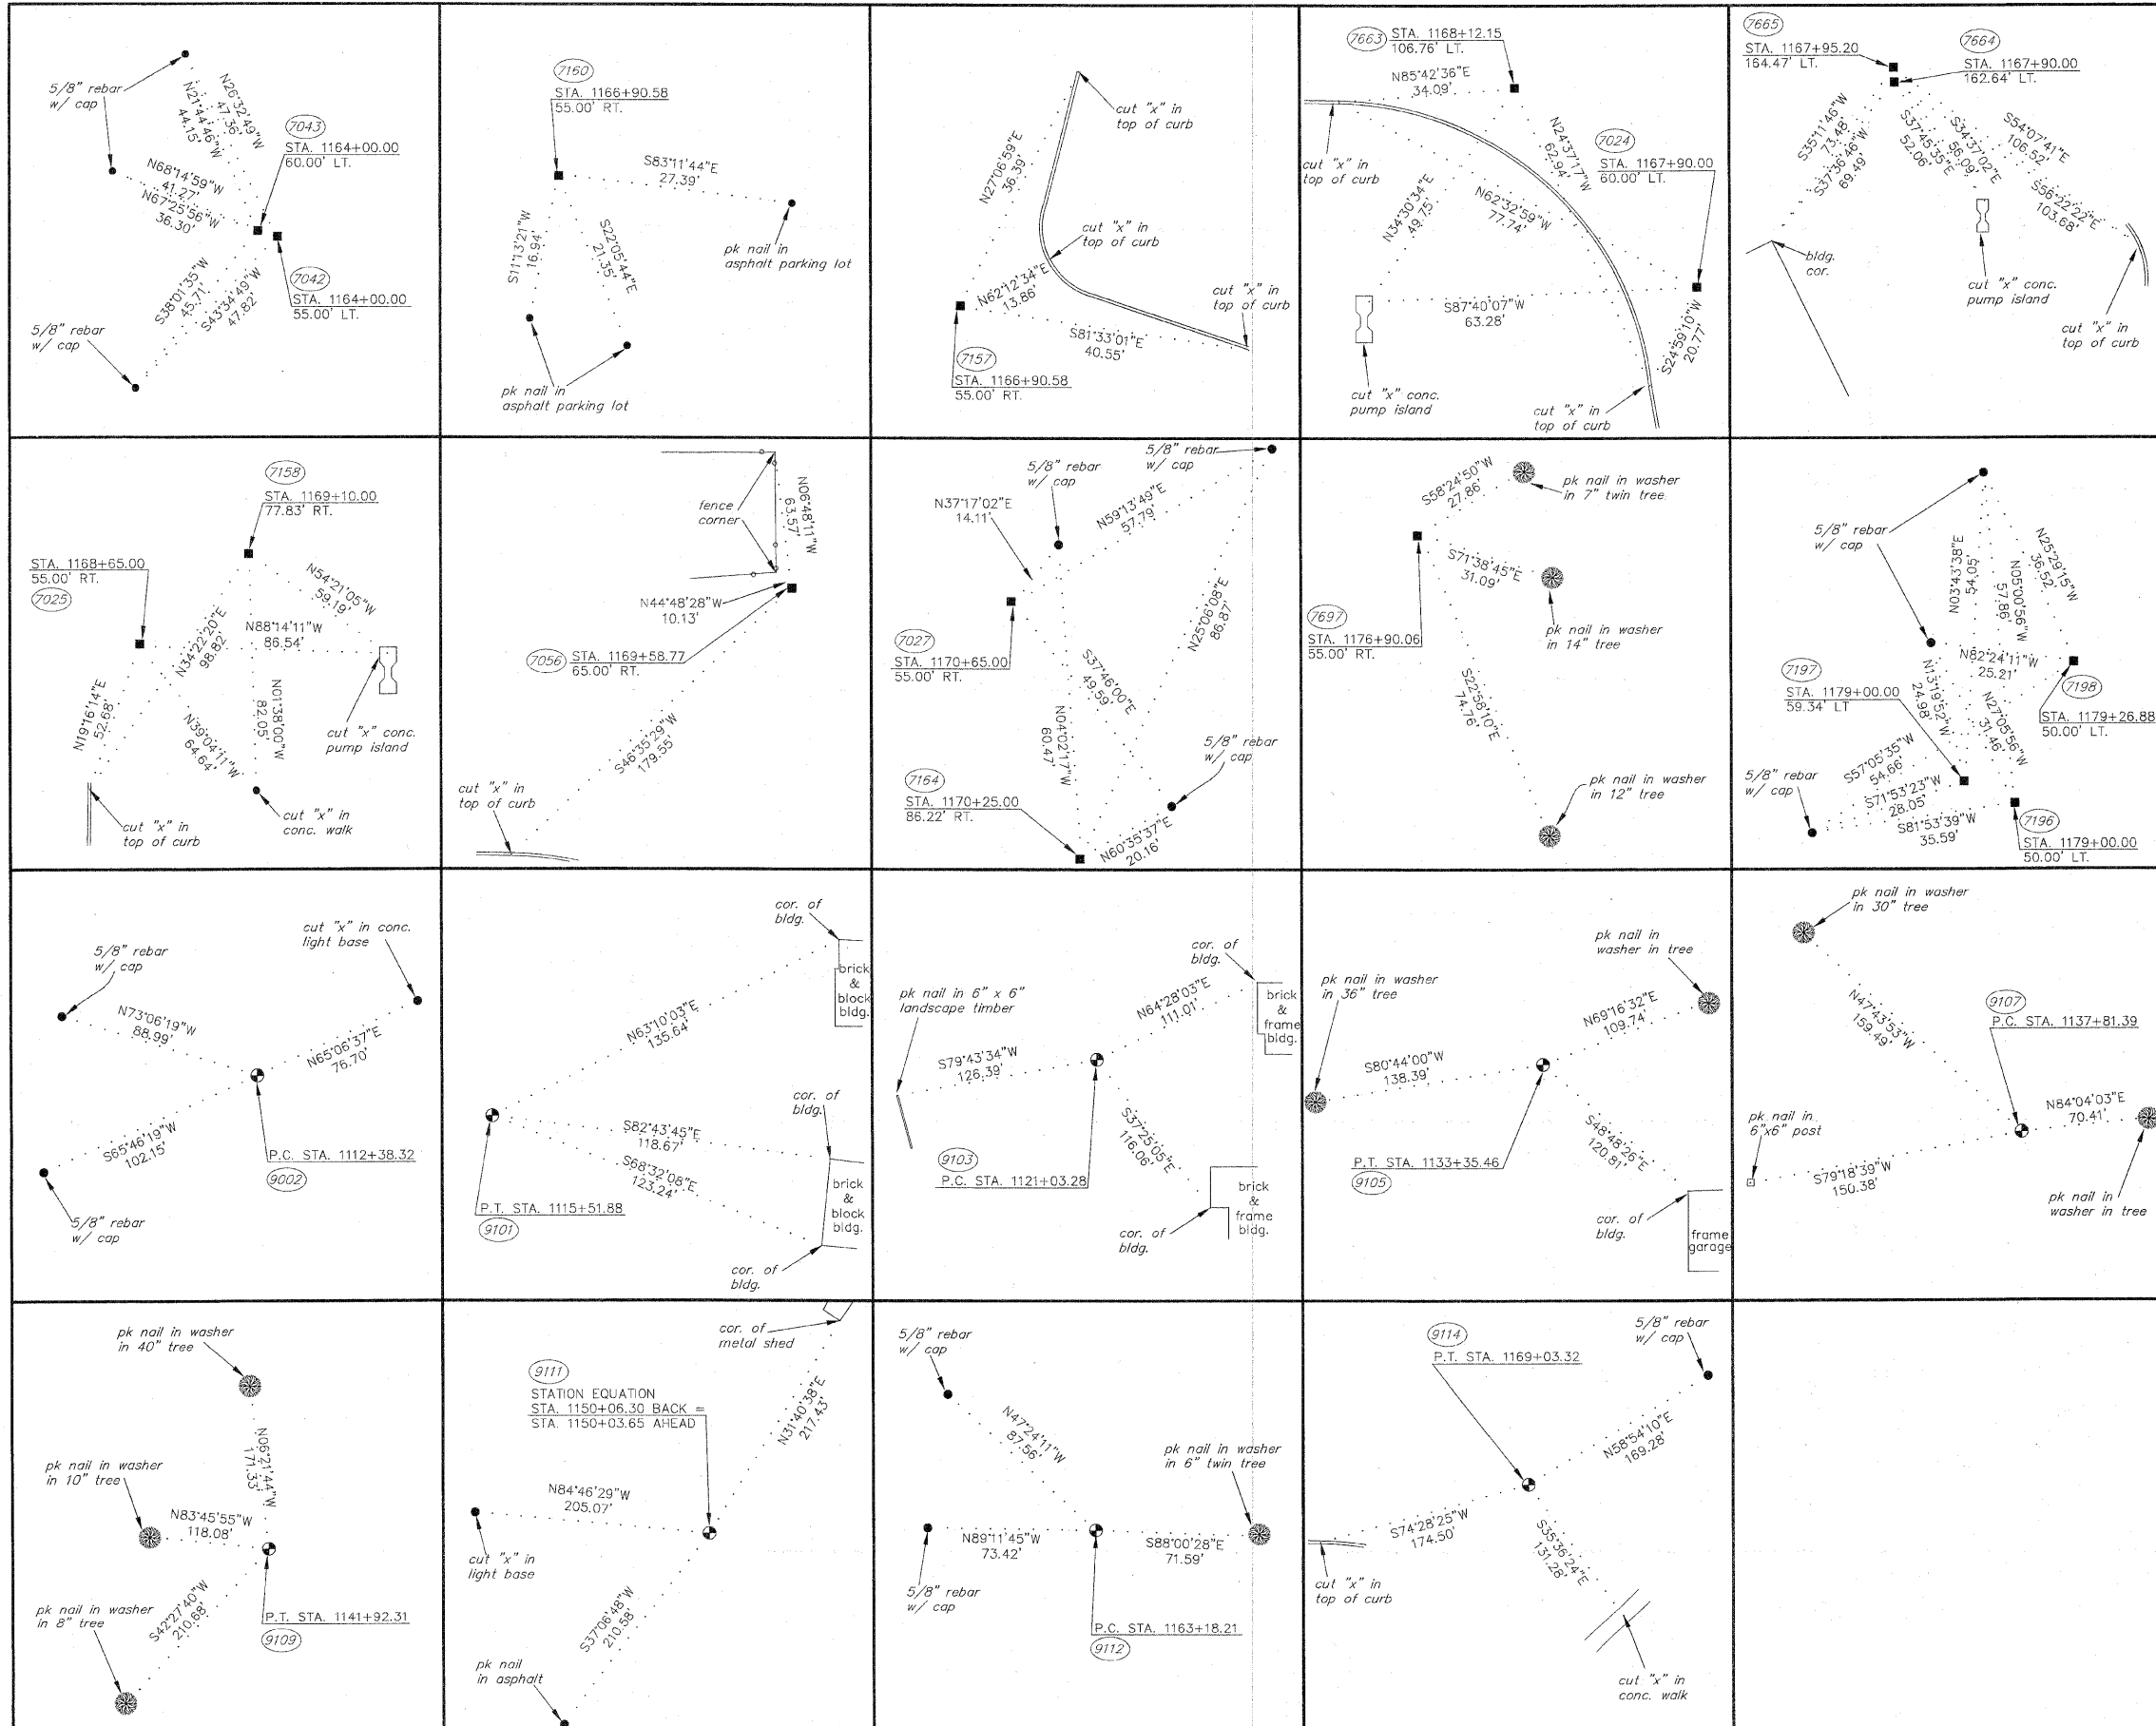 5/8" rebar
w/ cap
N26°32'49"W
47.36'
N21°44'46"W
44.15'
7043
STA. 1164+00.00
60.00' LT.
N68°14'59"W
41.27'
N67°25'56"W
36.30'
S38°01'35"W
45.71'
S43°34'49"W
47.82'
7042
STA. 1164+00.00
55.00' LT.
5/8" rebar
w/ cap
7160
STA. 1166+90.58
55.00' RT.
S83°11'44"E
27.39'
S11°13'21"W
16.94'
S22°05'44"E
21.35'
pk nail in
asphalt parking lot
pk nail in
asphalt parking lot
cut "x" in
top of curb
N27°06'59"E
36.39'
cut "x" in
top of curb
N62°12'34"E
13.86'
cut "x" in
top of curb
S81°33'01"E
40.55'
7157
STA. 1166+90.58
55.00' RT.
7663
STA. 1168+12.15
106.76' LT.
N85°42'36"E
34.09'
N24°37'17"W
62.94'
7024
STA. 1167+90.00
60.00' LT.
cut "x" in
top of curb
N34°30'34"E
49.75'
N62°32'59"W
77.74'
S87°40'07"W
63.28'
S24°59'10"W
20.77'
cut "x" conc.
pump island
cut "x" in
top of curb
7665
STA. 1167+95.20
164.47' LT.
7664
STA. 1167+90.00
162.64' LT.
S35°11'46"W
73.48'
S37°36'46"W
69.49'
S37°45'35"E
52.06'
S34°37'02"E
56.09'
S54°07'41"E
106.52'
S56°22'22"E
103.68'
bldg.
cor.
cut "x" conc.
pump island
cut "x" in
top of curb
7158
STA. 1169+10.00
77.83' RT.
STA. 1168+65.00
55.00' RT.
7025
N54°21'05"W
59.19'
N34°22'20"E
98.82'
N88°14'11"W
86.54'
N19°16'14"E
52.68'
N39°04'11"W
64.64'
N01°38'00"W
82.05'
cut "x" conc.
pump island
cut "x" in
top of curb
cut "x" in
conc. walk
fence
corner
N06°48'11"W
63.57'
N44°48'28"W
10.13'
7056
STA. 1169+58.77
65.00' RT.
S46°35'29"W
179.55'
cut "x" in
top of curb
5/8" rebar
w/ cap
5/8" rebar
w/ cap
N37°17'02"E
14.11'
N59°13'49"E
57.79'
7027
STA. 1170+65.00
55.00' RT.
S37°46'00"E
49.59'
N25°06'08"E
86.87'
N04°02'17"W
60.47'
5/8" rebar
w/ cap
7164
STA. 1170+25.00
86.22' RT.
N60°35'37"E
20.16'
S58°24'50"W
27.86'
pk nail in washer
in 7" twin tree
S71°38'45"E
31.09'
pk nail in washer
in 14" tree
7697
STA. 1176+90.06
55.00' RT.
S22°58'10"E
74.76'
pk nail in washer
in 12" tree
5/8" rebar
w/ cap
N03°43'38"E
54.05'
N05°00'56"W
57.86'
N25°29'15"W
36.52'
N82°24'11"W
25.21'
7197
STA. 1179+00.00
59.34' LT
N13°19'52"W
24.98'
N27°05'56"W
31.46'
7198
STA. 1179+26.88
50.00' LT.
5/8" rebar
w/ cap
S57°05'35"W
54.66'
S71°53'23"W
28.05'
S81°53'39"W
35.59'
7196
STA. 1179+00.00
50.00' LT.
5/8" rebar
w/ cap
cut "x" in conc.
light base
N73°06'19"W
88.99'
N65°06'37"E
76.70'
S65°46'19"W
102.15'
P.C. STA. 1112+38.32
9002
5/8" rebar
w/ cap
cor. of
bldg.
brick
&
block
bldg.
N63°10'03"E
135.64'
cor. of
bldg.
S82°43'45"E
118.67'
S68°32'08"E
123.24'
P.T. STA. 1115+51.88
9101
brick
&
block
bldg.
cor. of
bldg.
cor. of
bldg.
pk nail in 6" x 6"
landscape timber
N64°28'03"E
111.01'
brick
&
frame
bldg.
S79°43'34"W
126.39'
S37°25'05"E
116.06'
9103
P.C. STA. 1121+03.28
brick
&
frame
bldg.
cor. of
bldg.
pk nail in
washer in tree
pk nail in washer
in 36" tree
N69°16'32"E
109.74'
S80°44'00"W
138.39'
S48°48'26"E
120.81'
P.T. STA. 1133+35.46
9105
cor. of
bldg.
frame
garage
pk nail in washer
in 30" tree
N47°43'53"W
159.49'
9107
P.C. STA. 1137+81.39
pk nail in
6"x6" post
N84°04'03"E
70.41'
S79°18'39"W
150.38'
pk nail in
washer in tree
pk nail in washer
in 40" tree
N06°21'44"W
171.33'
pk nail in washer
in 10" tree
N83°45'55"W
118.08'
pk nail in washer
in 8" tree
S42°27'40"W
210.68'
P.T. STA. 1141+92.31
9109
cor. of
metal shed
9111
STATION EQUATION
STA. 1150+06.30 BACK =
STA. 1150+03.65 AHEAD
N31°40'38"E
217.43'
N84°46'29"W
205.07'
cut "x" in
light base
S37°06'48"W
210.58'
pk nail
in asphalt
5/8" rebar
w/ cap
N47°24'11"W
87.56'
pk nail in washer
in 6" twin tree
N89°11'45"W
73.42'
S88°00'28"E
71.59'
5/8" rebar
w/ cap
P.C. STA. 1163+18.21
9112
9114
P.T. STA. 1169+03.32
5/8" rebar
w/ cap
N58°54'10"E
169.28'
S74°28'25"W
174.50'
S35°36'24"E
131.28'
cut "x" in
top of curb
cut "x" in
conc. walk